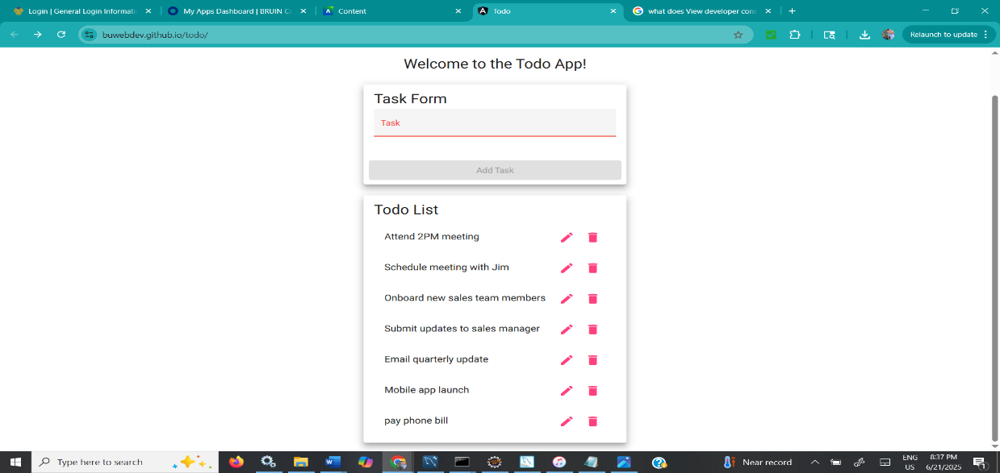 Login | General Login Informati
My Apps Dashboard | BRUIN Co
Content
Todo
what does View developer cons
buwebdev.github.io/todo/
Relaunch to update
Welcome to the Todo App!
Task Form
Task
Add Task
Todo List
Attend 2PM meeting
Schedule meeting with Jim
Onboard new sales team members
Submit updates to sales manager
Email quarterly update
Mobile app launch
pay phone bill
Type here to search
Near record
ENG
US
8:37 PM
6/21/2025
1